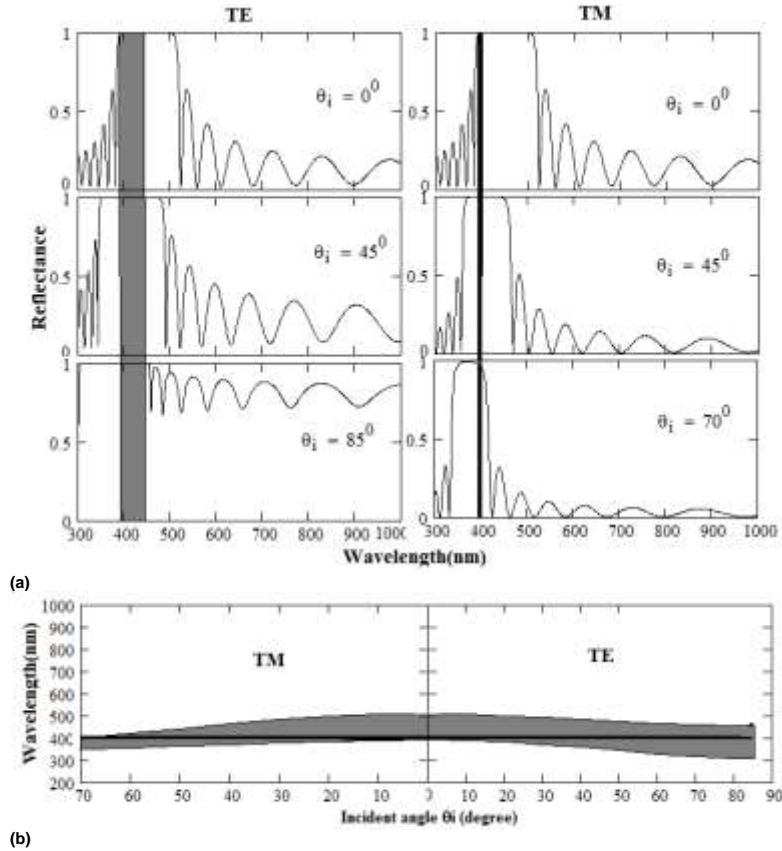 TE
TM
1
0.5
0
θi = 0⁰
1
0.5
0
θi = 0⁰
Reflectance
1
0.5
0
θi = 45⁰
1
0.5
0
θi = 45⁰
0.5
0
θi = 85⁰
1
0.5
0
θi = 70⁰
300 400 500 600 700 800 900 1000
300 400 500 600 700 800 900 1000
Wavelength(nm)
(a)
Wavelength(nm)
1000
900
800
700
600
500
400
300
200
TM
TE
70 60 50 40 30 20 10 0 10 20 30 40 50 60 70 80 90
Incident angle θi (degree)
(b)